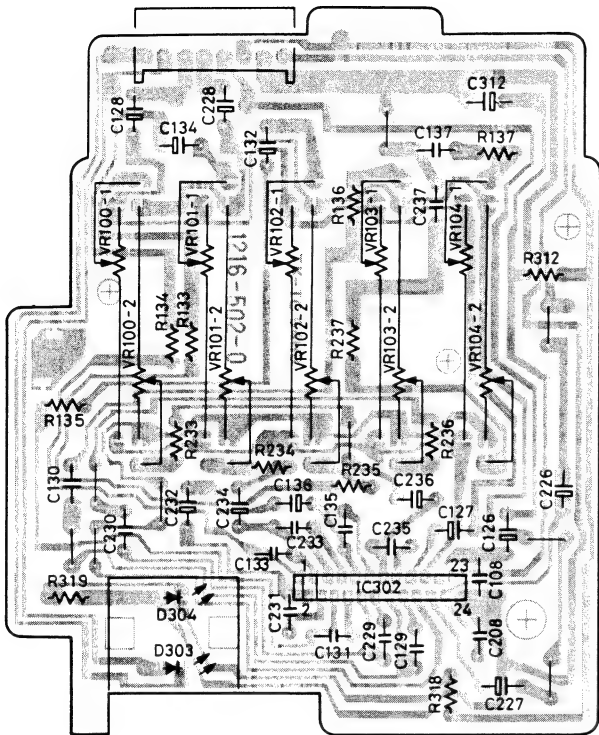 C312
C128
C228
C134
C132
C137
R137
VR100-1
VR101-1
VR102-1
R136
VR103-1
C237
VR104-1
R312
1216-502-0
R134
R133
VR100-2
VR101-2
VR102-2
R237
VR103-2
VR104-2
R135
R233
R234
R236
R235
C130
C230
C232
C234
C136
C233
C135
C236
C235
C127
C126
C226
C133
1
23
IC302
C108
R319
D304
C231
2
24
C131
C229
C129
C208
D303
R318
C227